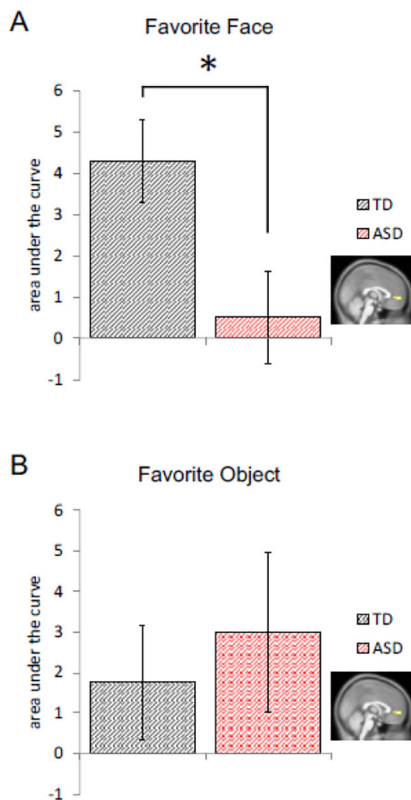 A
Favorite Face
*
6
5
4
3
2
1
0
-1
area under the curve
TD
ASD
B
Favorite Object
6
5
4
3
2
1
0
-1
area under the curve
TD
ASD